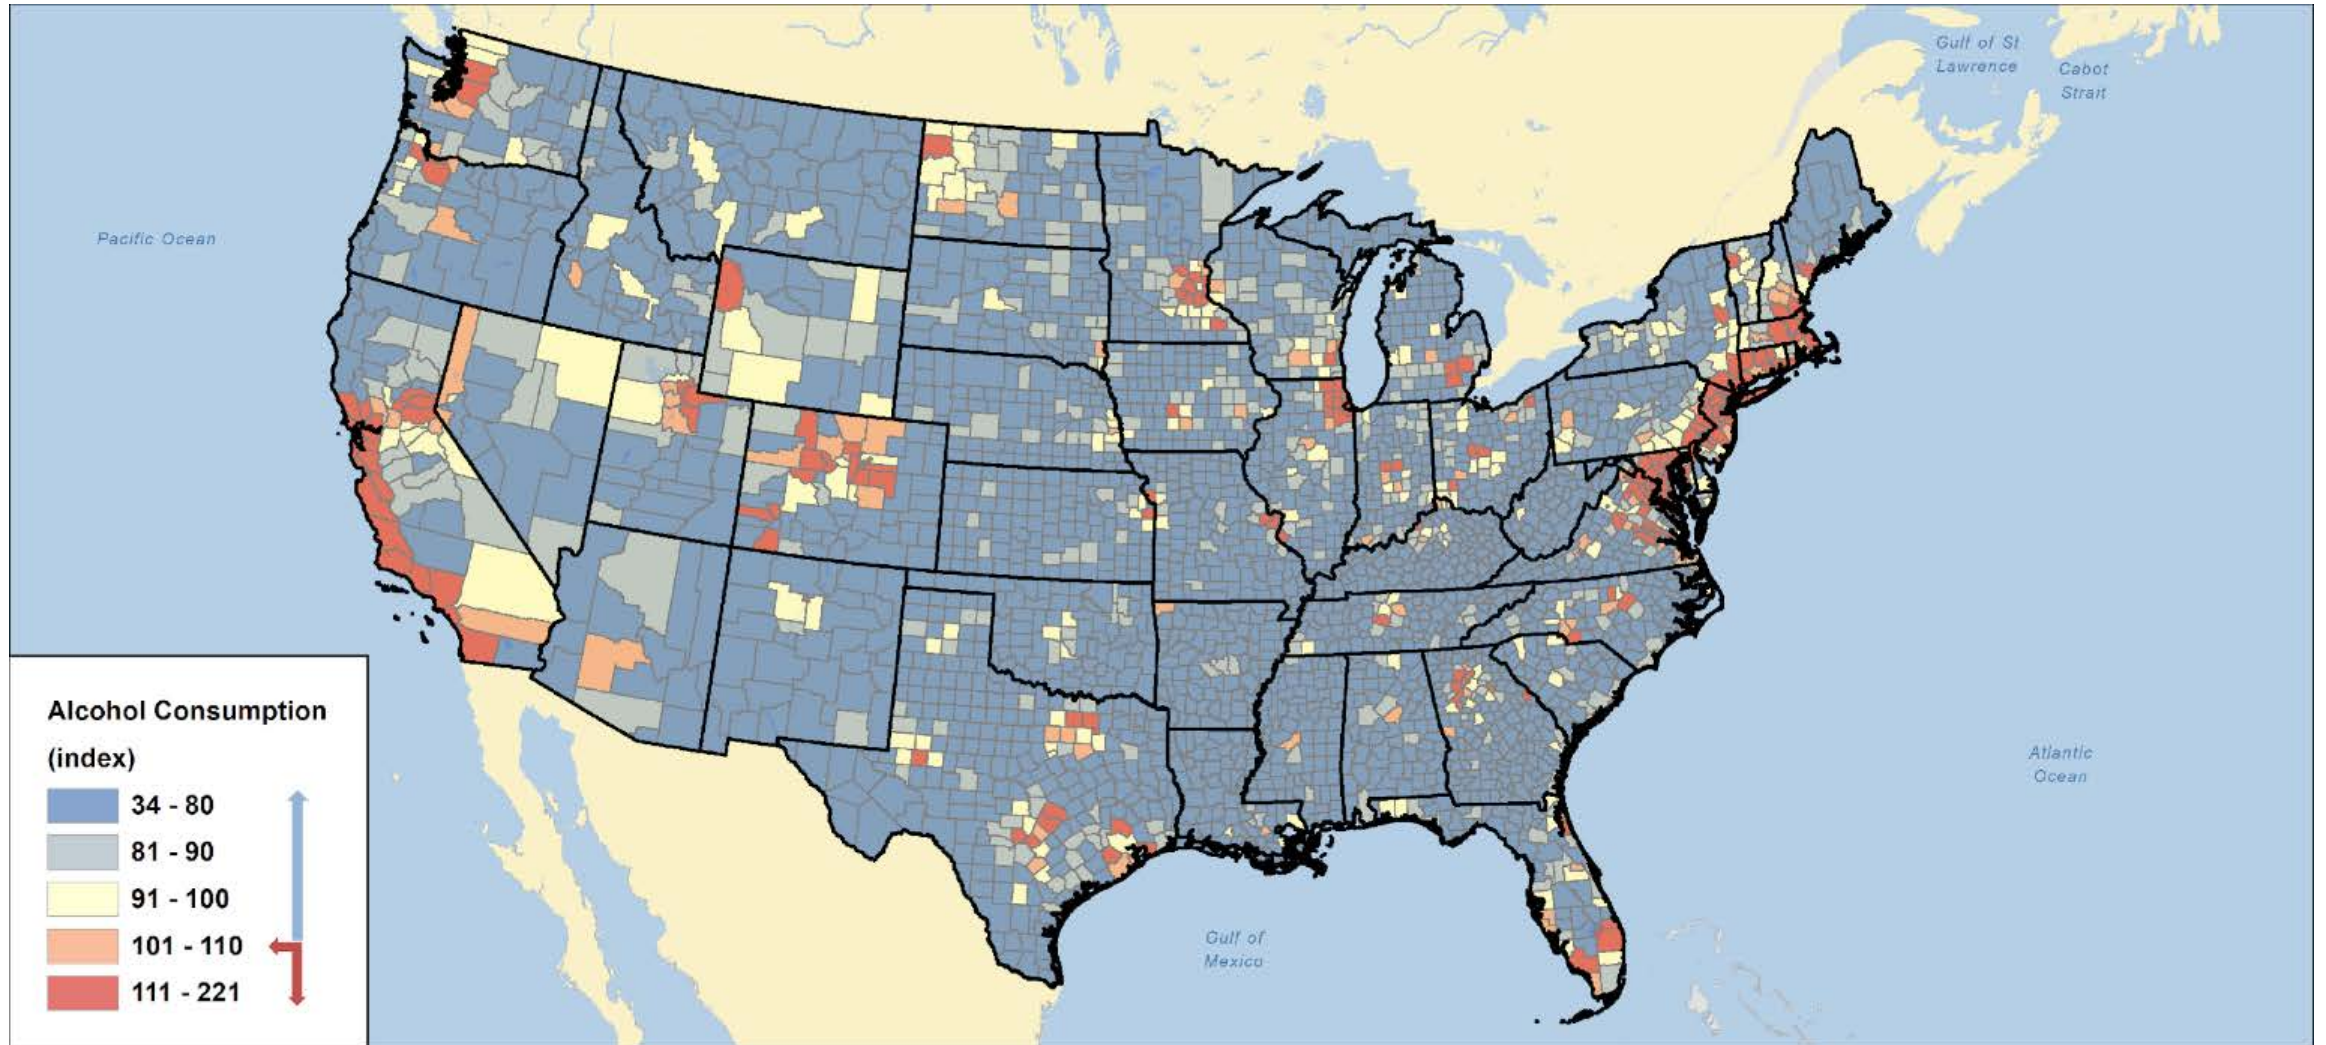 Gulf of St
Lawrence
Cabot
Strait
Pacific Ocean
Atlantic
Ocean
Gulf of
Mexico
Alcohol Consumption
(index)
34 - 80
81 - 90
91 - 100
101 - 110
111 - 221